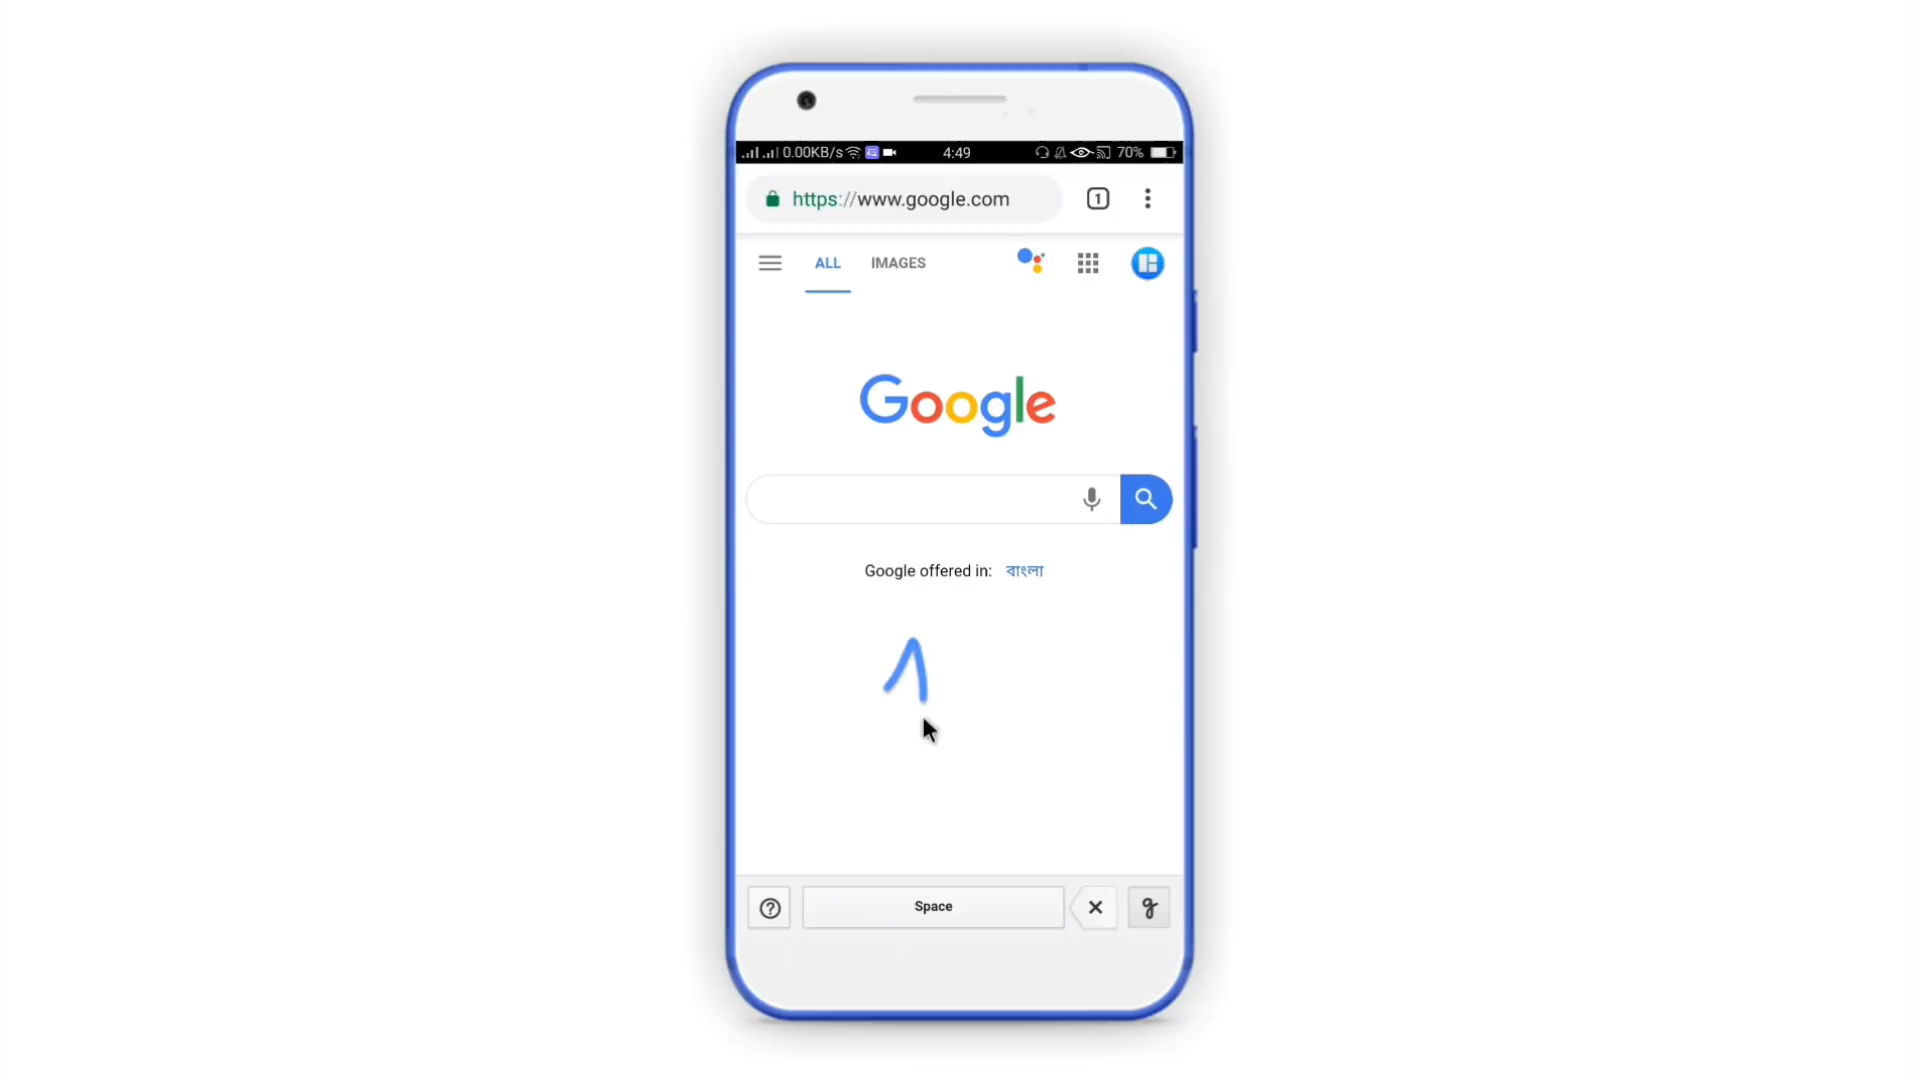 0.00KB/s 4:49 70%
https://www.google.com 1
ALL IMAGES
Google
Google offered in: বাংলা
Space